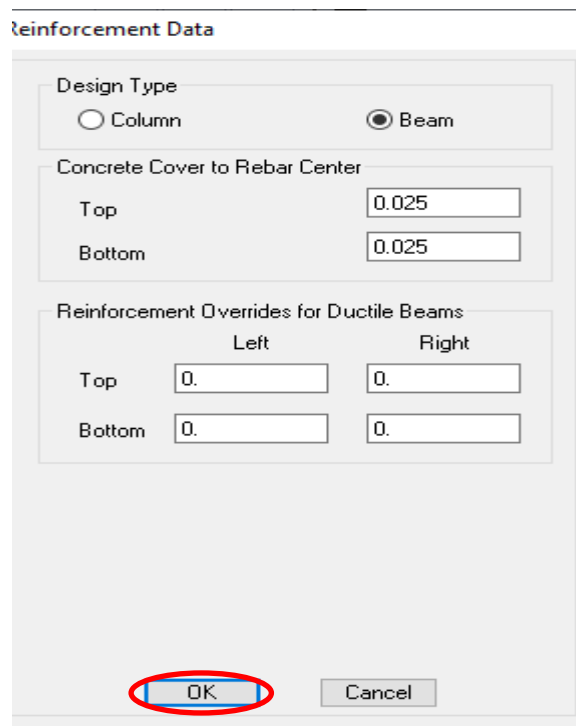 Reinforcement Data
Design Type
Column Beam
Concrete Cover to Rebar Center
Top 0.025
Bottom 0.025
Reinforcement Overrides for Ductile Beams
Left Right
Top 0. 0.
Bottom 0. 0.
OK Cancel